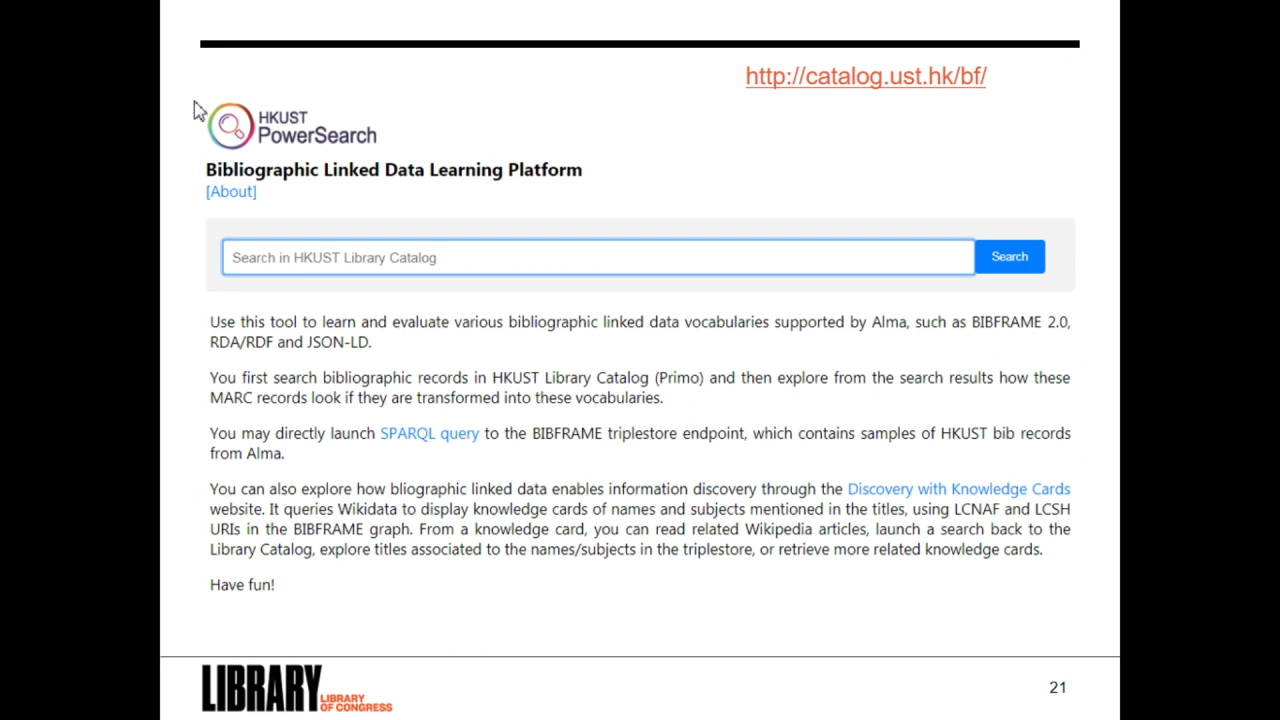 http://catalog.ust.hk/bf/
HKUST
PowerSearch
Bibliographic Linked Data Learning Platform
[About]
Search in HKUST Library Catalog
Search
Use this tool to learn and evaluate various bibliographic linked data vocabularies supported by Alma, such as BIBFRAME 2.0,
RDA/RDF and JSON-LD.
You first search bibliographic records in HKUST Library Catalog (Primo) and then explore from the search results how these
MARC records look if they are transformed into these vocabularies.
You may directly launch SPARQL query to the BIBFRAME triplestore endpoint, which contains samples of HKUST bib records
from Alma.
You can also explore how bliographic linked data enables information discovery through the Discovery with Knowledge Cards
website. It queries Wikidata to display knowledge cards of names and subjects mentioned in the titles, using LCNAF and LCSH
URIs in the BIBFRAME graph. From a knowledge card, you can read related Wikipedia articles, launch a search back to the
Library Catalog, explore titles associated to the names/subjects in the triplestore, or retrieve more related knowledge cards.
Have fun!
LIBRARY
LIBRARY
OF CONGRESS
21